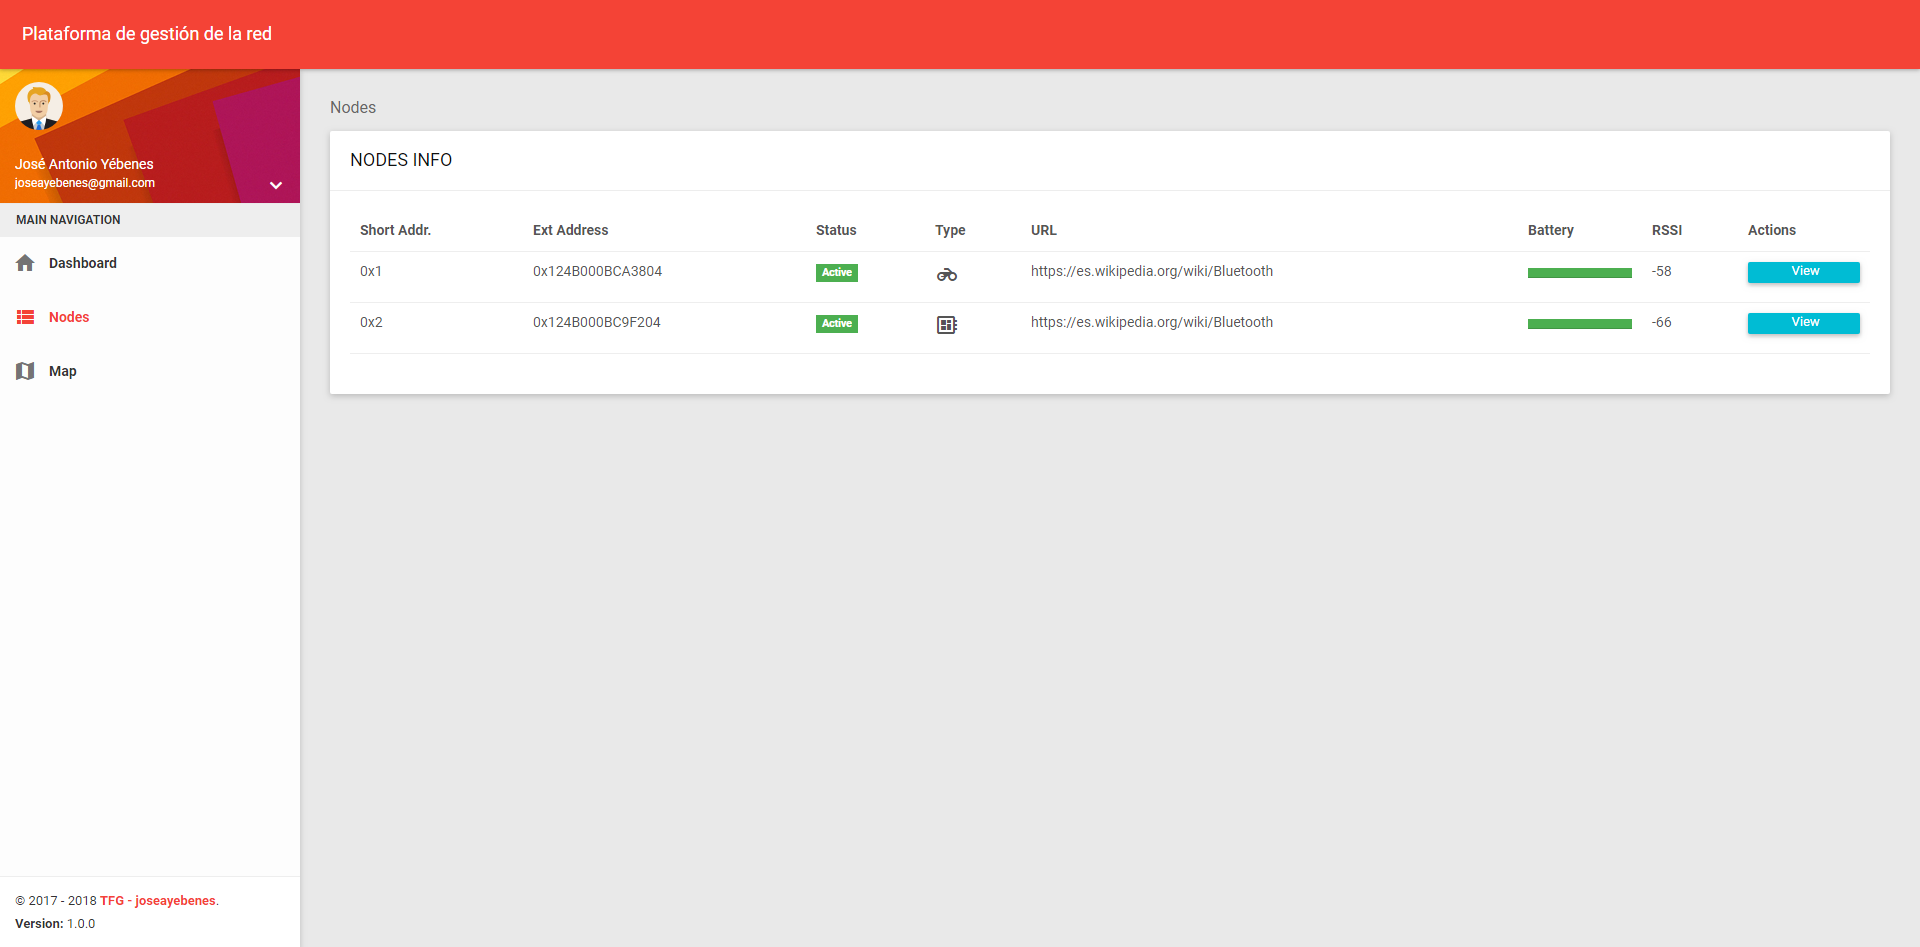 Plataforma de gestión de la red
José Antonio Yébenes
joseayebenes@gmail.com
MAIN NAVIGATION
Dashboard
Nodes
Map
© 2017 - 2018 TFG - joseayebenes.
Version: 1.0.0
Nodes
NODES INFO
Short Addr. Ext Address Status Type URL Battery RSSI Actions
0x1 0x124B000BCA3804 Active https://es.wikipedia.org/wiki/Bluetooth -58 View
0x2 0x124B000BC9F204 Active https://es.wikipedia.org/wiki/Bluetooth -66 View